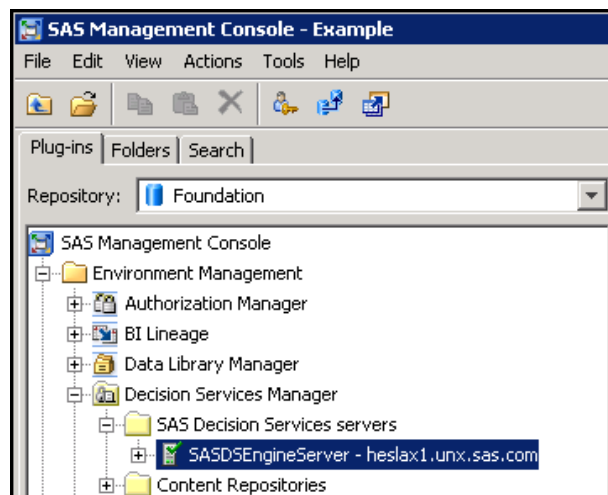 SAS Management Console - Example
File Edit View Actions Tools Help
Plug-ins Folders Search
Repository: Foundation
SAS Management Console
Environment Management
Authorization Manager
BI Lineage
Data Library Manager
Decision Services Manager
SAS Decision Services servers
SASDSEngineServer - heslax1.unx.sas.com
Content Repositories